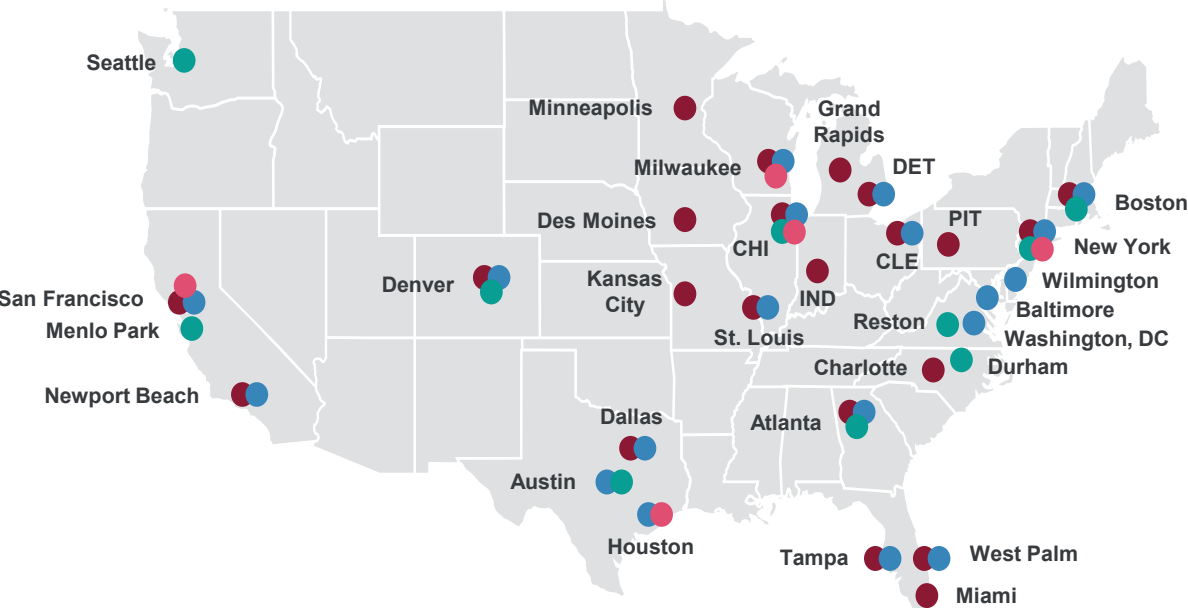 Seattle
Minneapolis
Grand
Rapids
Milwaukee
DET
Boston
Des Moines
PIT
CHI
New York
CLE
Denver
Kansas
City
IND
Wilmington
San Francisco
Baltimore
Menlo Park
Reston
St. Louis
Washington, DC
Charlotte
Durham
Newport Beach
Dallas
Atlanta
Austin
Houston
Tampa
West Palm
Miami